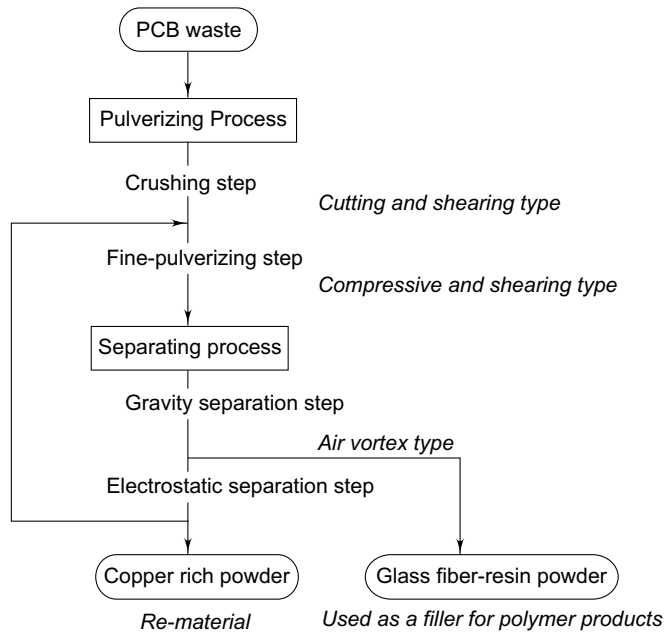 PCB waste
Pulverizing Process
Crushing step
Cutting and shearing type
Fine-pulverizing step
Compressive and shearing type
Separating process
Gravity separation step
Air vortex type
Electrostatic separation step
Copper rich powder
Glass fiber-resin powder
Re-material
Used as a filler for polymer products